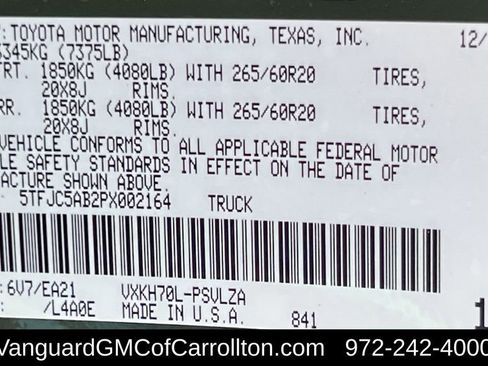 Y: TOYOTA MOTOR MANUFACTURING, TEXAS, INC. 12/
3345KG (7375LB)
FRT. 1850KG (4080LB) WITH 265/60R20 TIRES,
20X8J RIMS.
RR. 1850KG (4080LB) WITH 265/60R20 TIRES,
20X8J RIMS.
VEHICLE CONFORMS TO ALL APPLICABLE FEDERAL MOTOR
LE SAFETY STANDARDS IN EFFECT ON THE DATE OF
ACTURE SHOWN ABOVE.
5TFJC5AB2PX002164 TRUCK
6V7/EA21 VXKH70L-PSVLZA
/L4A0E MADE IN U.S.A. 841 1
VanguardGMCofCarrollton.com 972-242-4000